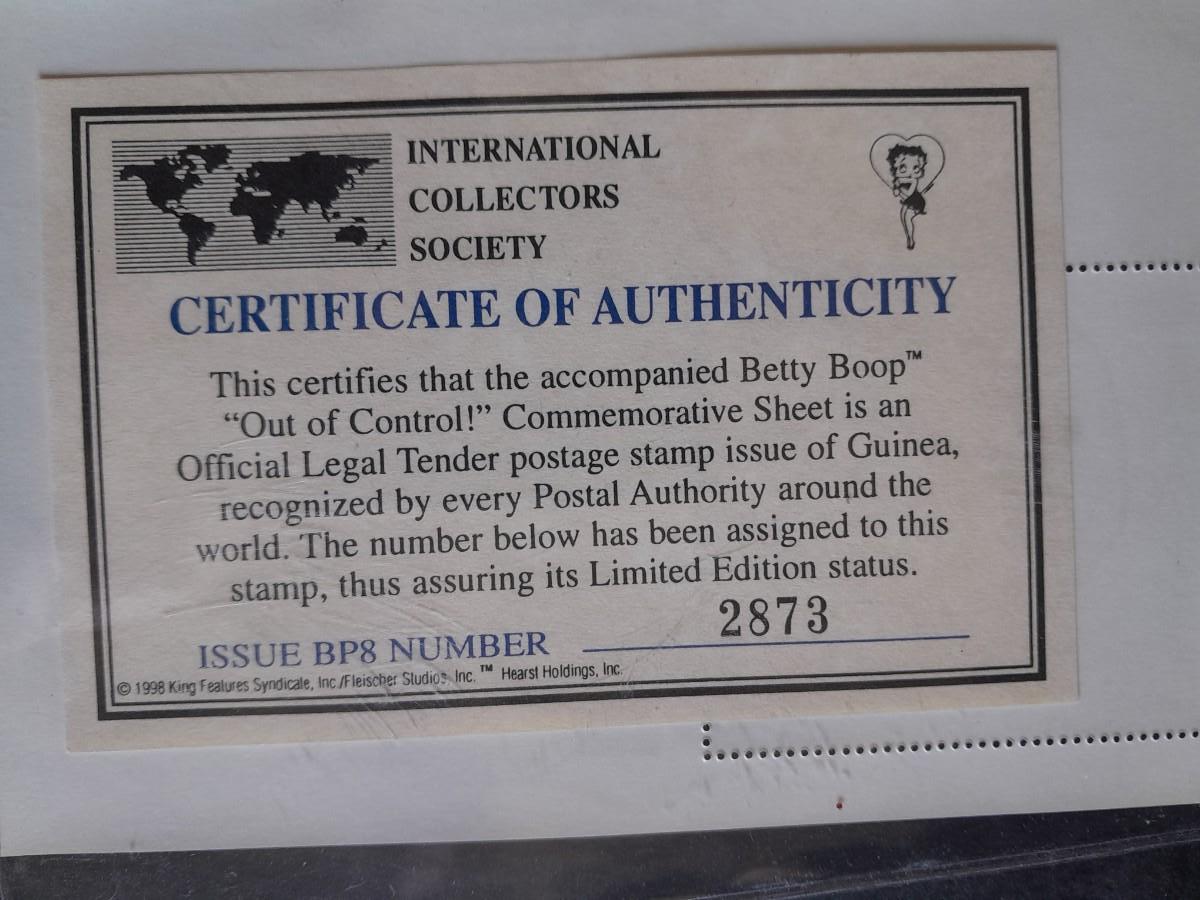 INTERNATIONAL
COLLECTORS
SOCIETY
CERTIFICATE OF AUTHENTICITY
This certifies that the accompanied Betty Boop™
“Out of Control!” Commemorative Sheet is an
Official Legal Tender postage stamp issue of Guinea,
recognized by every Postal Authority around the
world. The number below has been assigned to this
stamp, thus assuring its Limited Edition status.
2873
ISSUE BP8 NUMBER
© 1998 King Features Syndicale, Inc./Fleischer Studios, Inc.™ Hearst Holdings, Inc.